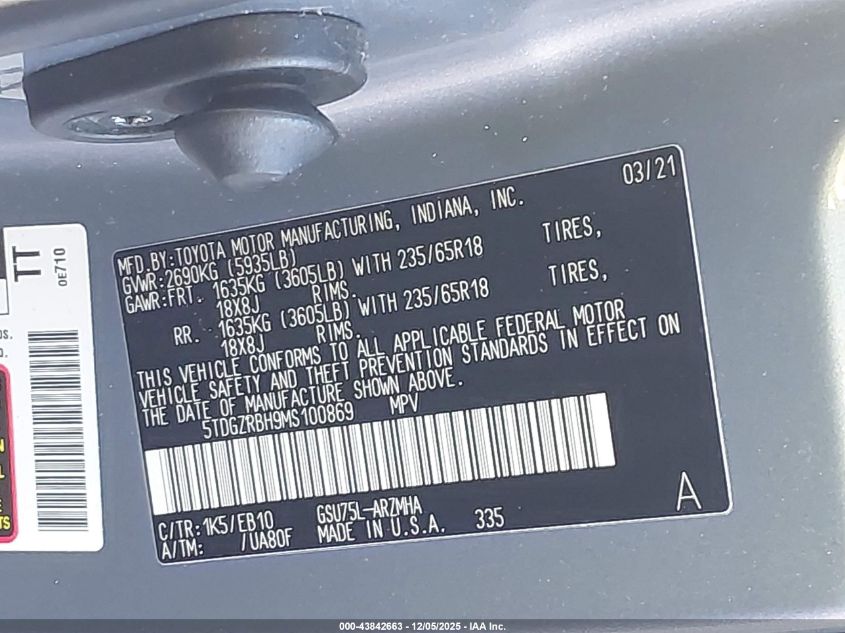 03/21
MFD.BY:TOYOTA MOTOR MANUFACTURING, INDIANA, INC.
GVWR:2690KG (5935LB)
GAWR:FRT. 1635KG (3605LB) WITH 235/65R18 TIRES,
18X8J RIMS.
RR. 1635KG (3605LB) WITH 235/65R18 TIRES,
18X8J RIMS.
THIS VEHICLE CONFORMS TO ALL APPLICABLE FEDERAL MOTOR
VEHICLE SAFETY AND THEFT PREVENTION STANDARDS IN EFFECT ON
THE DATE OF MANUFACTURE SHOWN ABOVE.
5TDGZRBH9MS100869 MPV
C/TR:1K5/EB10 GSU75L-ARZMHA
A/TM: /UA80F MADE IN U.S.A. 335
A
TT
0E710
000-43842663 - 12/05/2025 - IAA Inc.